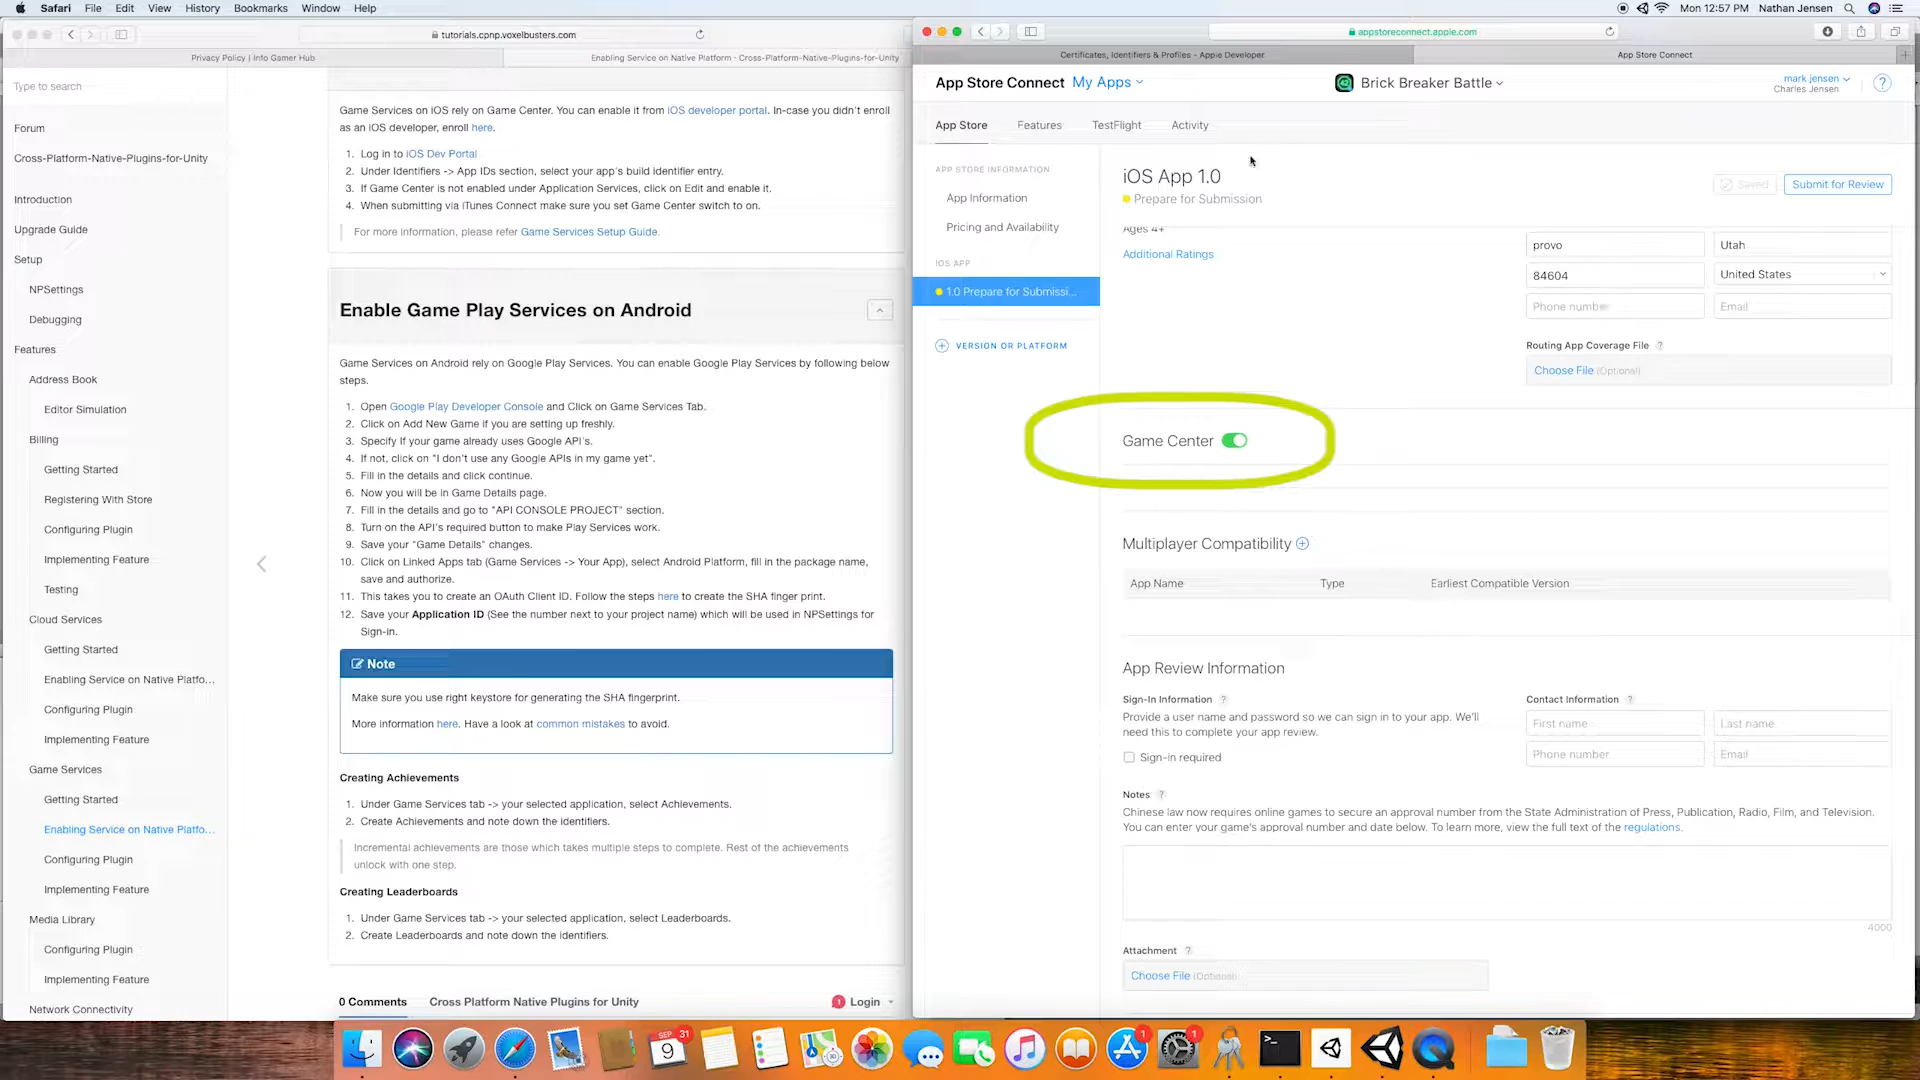 Safari File Edit View History Bookmarks Window Help
Mon 12:57 PM Nathan Jensen
tutorials.cpnp.voxelbusters.com
Privacy Policy | Info Gamer Hub
Enabling Service on Native Platform - Cross-Platform-Native-Plugins-for-Unity
Type to search
Forum
Cross-Platform-Native-Plugins-for-Unity
Introduction
Upgrade Guide
Setup
NPSettings
Debugging
Features
Address Book
Editor Simulation
Billing
Getting Started
Registering With Store
Configuring Plugin
Implementing Feature
Testing
Cloud Services
Getting Started
Enabling Service on Native Platfo...
Configuring Plugin
Implementing Feature
Game Services
Getting Started
Enabling Service on Native Platfo...
Configuring Plugin
Implementing Feature
Media Library
Configuring Plugin
Implementing Feature
Network Connectivity
Game Services on iOS rely on Game Center. You can enable it from iOS developer portal. In-case you didn't enroll
as an iOS developer, enroll here.
1. Log in to iOS Dev Portal
2. Under Identifiers -> App IDs section, select your app's build identifier entry.
3. If Game Center is not enabled under Application Services, click on Edit and enable it.
4. When submitting via iTunes Connect make sure you set Game Center switch to on.
For more information, please refer Game Services Setup Guide.
Enable Game Play Services on Android
Game Services on Android rely on Google Play Services. You can enable Google Play Services by following below
steps.
1. Open Google Play Developer Console and Click on Game Services Tab.
2. Click on Add New Game if you are setting up freshly.
3. Specify If your game already uses Google API's.
4. If not, click on "I don't use any Google APIs in my game yet".
5. Fill in the details and click continue.
6. Now you will be in Game Details page.
7. Fill in the details and go to "API CONSOLE PROJECT" section.
8. Turn on the API's required button to make Play Services work.
9. Save your "Game Details" changes.
10. Click on Linked Apps tab (Game Services -> Your App), select Android Platform, fill in the package name,
save and authorize.
11. This takes you to create an OAuth Client ID. Follow the steps here to create the SHA finger print.
12. Save your Application ID (See the number next to your project name) which will be used in NPSettings for
Sign-in.
Note
Make sure you use right keystore for generating the SHA fingerprint.
More information here. Have a look at common mistakes to avoid.
Creating Achievements
1. Under Game Services tab -> your selected application, select Achievements.
2. Create Achievements and note down the identifiers.
Incremental achievements are those which takes multiple steps to complete. Rest of the achievements
unlock with one step.
Creating Leaderboards
1. Under Game Services tab -> your selected application, select Leaderboards.
2. Create Leaderboards and note down the identifiers.
0 Comments Cross Platform Native Plugins for Unity 1 Login
appstoreconnect.apple.com
Certificates, Identifiers & Profiles - Apple Developer
App Store Connect
App Store Connect My Apps
Brick Breaker Battle
mark jensen
Charles Jensen
?
App Store Features TestFlight Activity
APP STORE INFORMATION
App Information
Pricing and Availability
IOS APP
1.0 Prepare for Submissi...
VERSION OR PLATFORM
iOS App 1.0
Prepare for Submission
Saved
Submit for Review
Ages 4+
Additional Ratings
provo
Utah
84604
United States
Phone number
Email
Routing App Coverage File ?
Choose File (Optional)
Game Center
Multiplayer Compatibility
App Name Type Earliest Compatible Version
App Review Information
Sign-In Information ?
Provide a user name and password so we can sign in to your app. We'll
need this to complete your app review.
Sign-in required
Contact Information ?
First name
Last name
Phone number
Email
Notes ?
Chinese law now requires online games to secure an approval number from the State Administration of Press, Publication, Radio, Film, and Television.
You can enter your game's approval number and date below. To learn more, view the full text of the regulations.
4000
Attachment ?
Choose File (Optional)
SEP
9
31
1
1